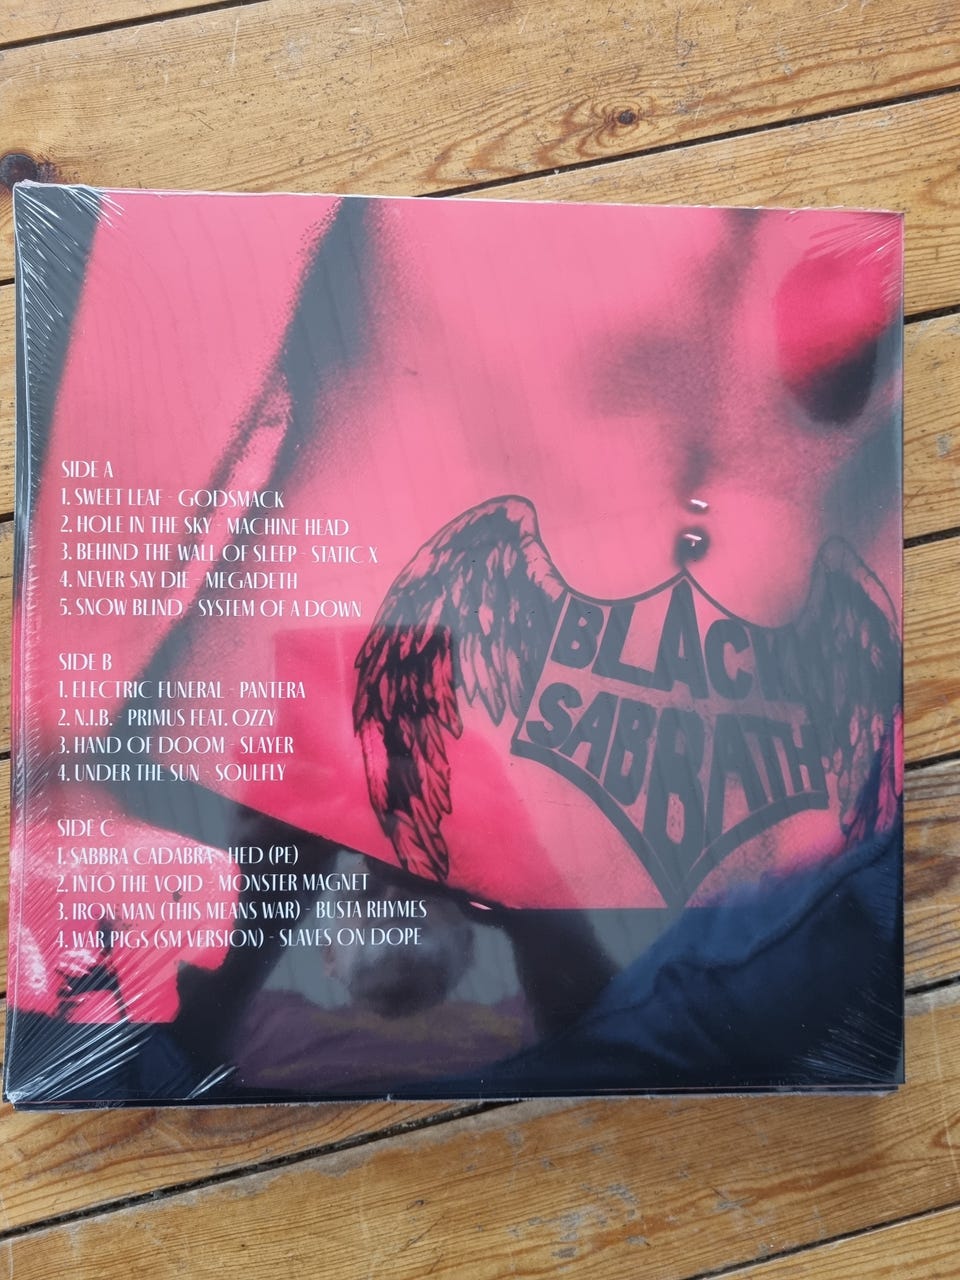 SIDE A
1. SWEET LEAF - GODSMACK
2. HOLE IN THE SKY - MACHINE HEAD
3. BEHIND THE WALL OF SLEEP - STATIC X
4. NEVER SAY DIE - MEGADETH
5. SNOW BLIND - SYSTEM OF A DOWN
SIDE B
1. ELECTRIC FUNERAL - PANTERA
2. N.I.B. - PRIMUS FEAT. OZZY
3. HAND OF DOOM - SLAYER
4. UNDER THE SUN - SOULFLY
SIDE C
1. SABBRA CADABRA - HED (PE)
2. INTO THE VOID - MONSTER MAGNET
3. IRON MAN (THIS MEANS WAR) - BUSTA RHYMES
4. WAR PIGS (SM VERSION) - SLAVES ON DOPE
BLACK
SABBATH